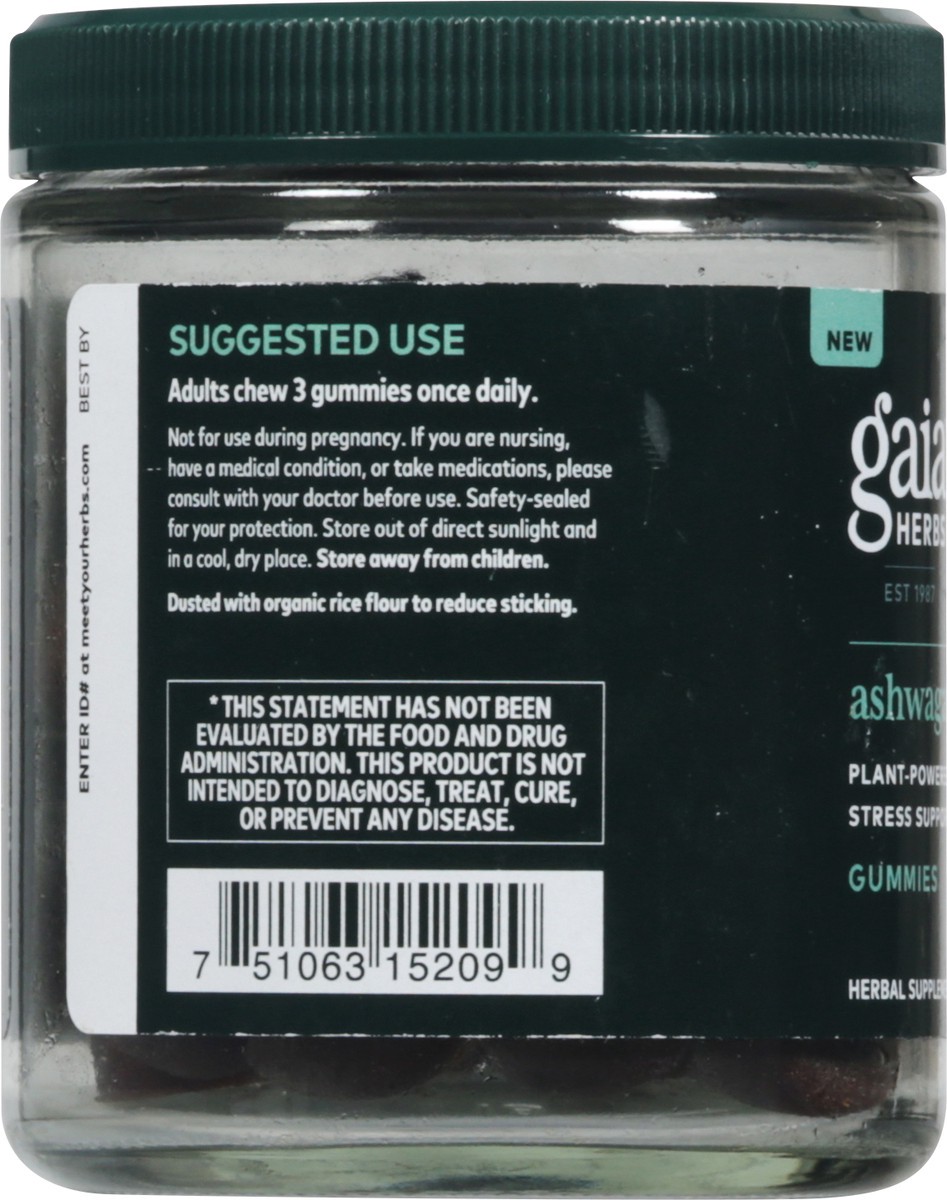 SUGGESTED USE
Adults chew 3 gummies once daily.
Not for use during pregnancy. If you are nursing,
have a medical condition, or take medications, please
consult with your doctor before use. Safety-sealed
for your protection. Store out of direct sunlight and
in a cool, dry place. Store away from children.
Dusted with organic rice flour to reduce sticking.
*THIS STATEMENT HAS NOT BEEN
EVALUATED BY THE FOOD AND DRUG
ADMINISTRATION. THIS PRODUCT IS NOT
INTENDED TO DIAGNOSE, TREAT, CURE,
OR PREVENT ANY DISEASE.
7 51063 15209 9
ENTER ID# at meetyourherbs.com BEST BY
NEW
gaia
HERBS
EST 1987
GUMMIES
HERBAL